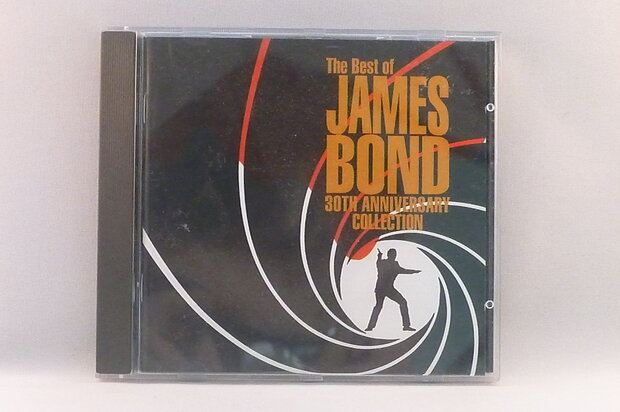 The Best of
JAMES
BOND
30TH ANNIVERSARY
COLLECTION